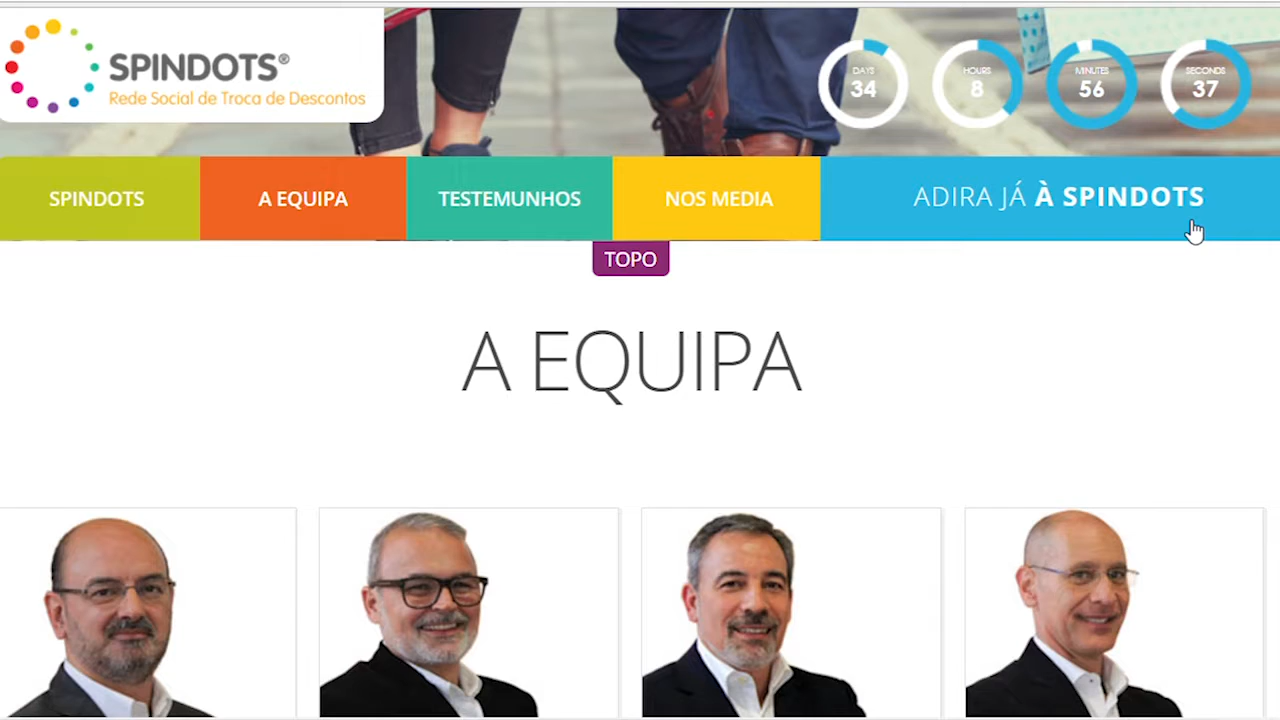 SPINDOTS®
Rede Social de Troca de Descontos
DAYS
34
HOURS
8
MINUTES
56
SECONDS
37
SPINDOTS
A EQUIPA
TESTEMUNHOS
NOS MEDIA
ADIRA JÁ À SPINDOTS
TOPO
A EQUIPA